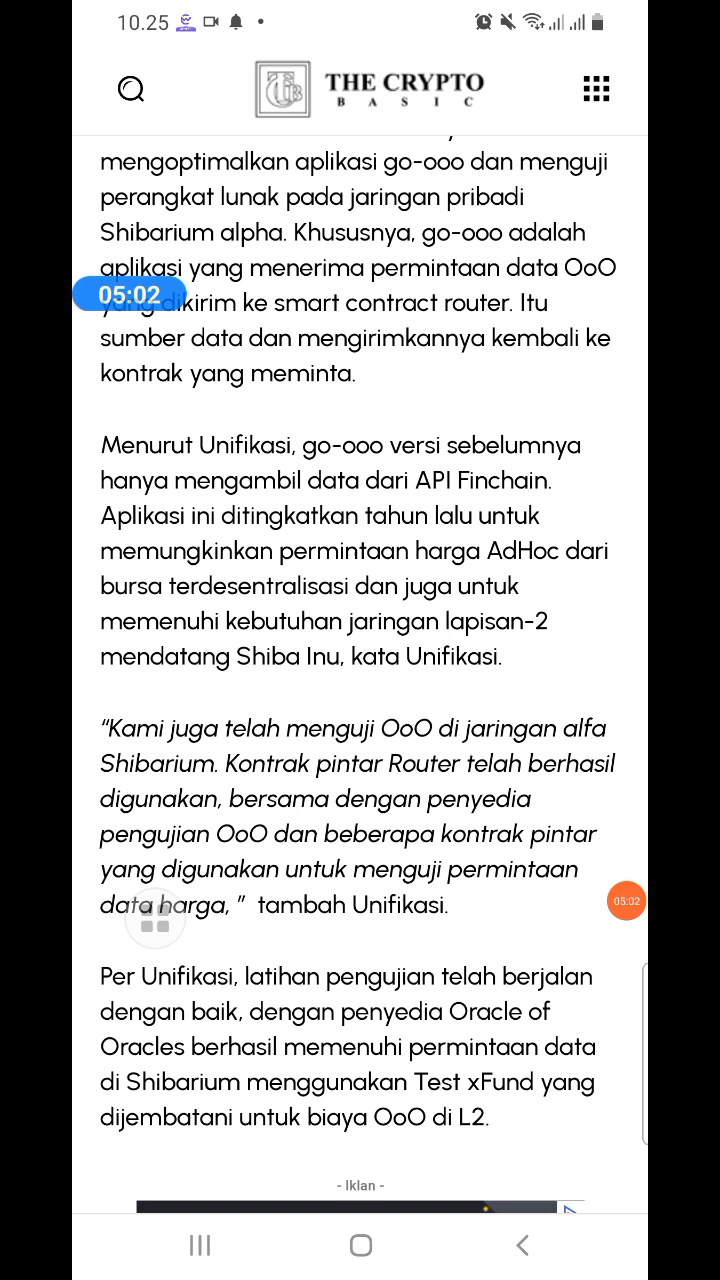 10.25
THE CRYPTO
BASIC
mengoptimalkan aplikasi go-ooo dan menguji
perangkat lunak pada jaringan pribadi
Shibarium alpha. Khususnya, go-ooo adalah
aplikasi yang menerima permintaan data OoO
05:02
yang dikirim ke smart contract router. Itu
sumber data dan mengirimkannya kembali ke
kontrak yang meminta.
Menurut Unifikasi, go-ooo versi sebelumnya
hanya mengambil data dari API Finchain.
Aplikasi ini ditingkatkan tahun lalu untuk
memungkinkan permintaan harga AdHoc dari
bursa terdesentralisasi dan juga untuk
memenuhi kebutuhan jaringan lapisan-2
mendatang Shiba Inu, kata Unifikasi.
“Kami juga telah menguji OoO di jaringan alfa
Shibarium. Kontrak pintar Router telah berhasil
digunakan, bersama dengan penyedia
pengujian OoO dan beberapa kontrak pintar
yang digunakan untuk menguji permintaan
data harga, ” tambah Unifikasi.
05:02
Per Unifikasi, latihan pengujian telah berjalan
dengan baik, dengan penyedia Oracle of
Oracles berhasil memenuhi permintaan data
di Shibarium menggunakan Test xFund yang
dijembatani untuk biaya OoO di L2.
- Iklan -